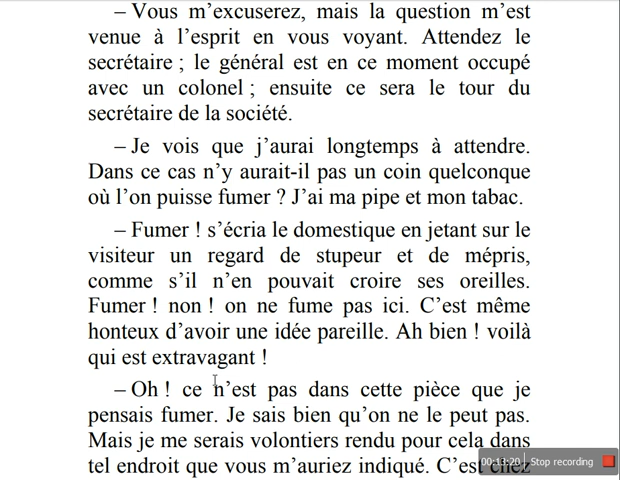 – Vous m’excuserez, mais la question m’est
venue à l’esprit en vous voyant. Attendez le
secrétaire ; le général est en ce moment occupé
avec un colonel ; ensuite ce sera le tour du
secrétaire de la société.
– Je vois que j’aurai longtemps à attendre.
Dans ce cas n’y aurait-il pas un coin quelconque
où l’on puisse fumer ? J’ai ma pipe et mon tabac.
– Fumer ! s’écria le domestique en jetant sur le
visiteur un regard de stupeur et de mépris,
comme s’il n’en pouvait croire ses oreilles.
Fumer ! non ! on ne fume pas ici. C’est même
honteux d’avoir une idée pareille. Ah bien ! voilà
qui est extravagant !
– Oh ! ce n’est pas dans cette pièce que je
pensais fumer. Je sais bien qu’on ne le peut pas.
Mais je me serais volontiers rendu pour cela dans
tel endroit que vous m’auriez indiqué. C’est chez
00:13:20 Stop recording